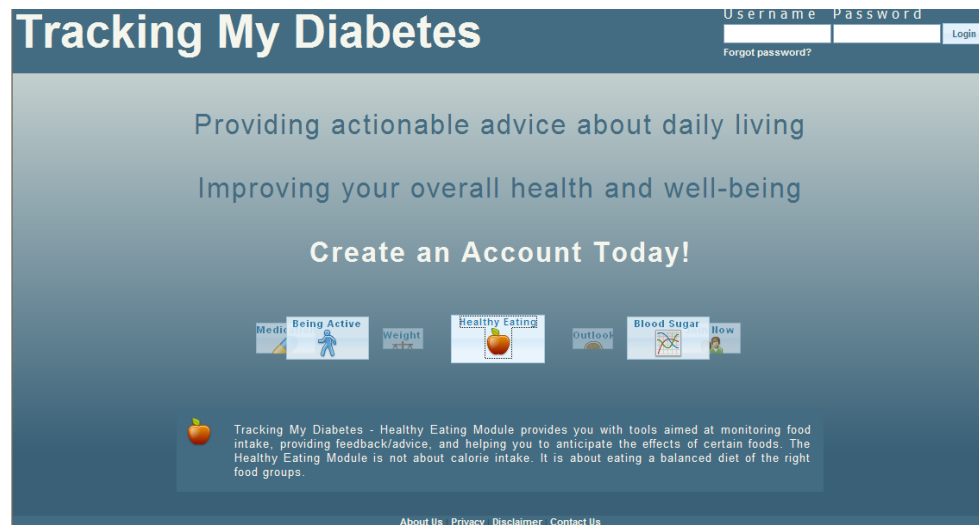 Tracking My Diabetes
Username Password
Login
Forgot password?
Providing actionable advice about daily living
Improving your overall health and well-being
Create an Account Today!
Being Active
Weight
Healthy Eating
Outlook
Blood Sugar
Now
Tracking My Diabetes - Healthy Eating Module provides you with tools aimed at monitoring food
intake, providing feedback/advice, and helping you to anticipate the effects of certain foods. The
Healthy Eating Module is not about calorie intake. It is about eating a balanced diet of the right
food groups.
About Us Privacy Disclaimer Contact Us